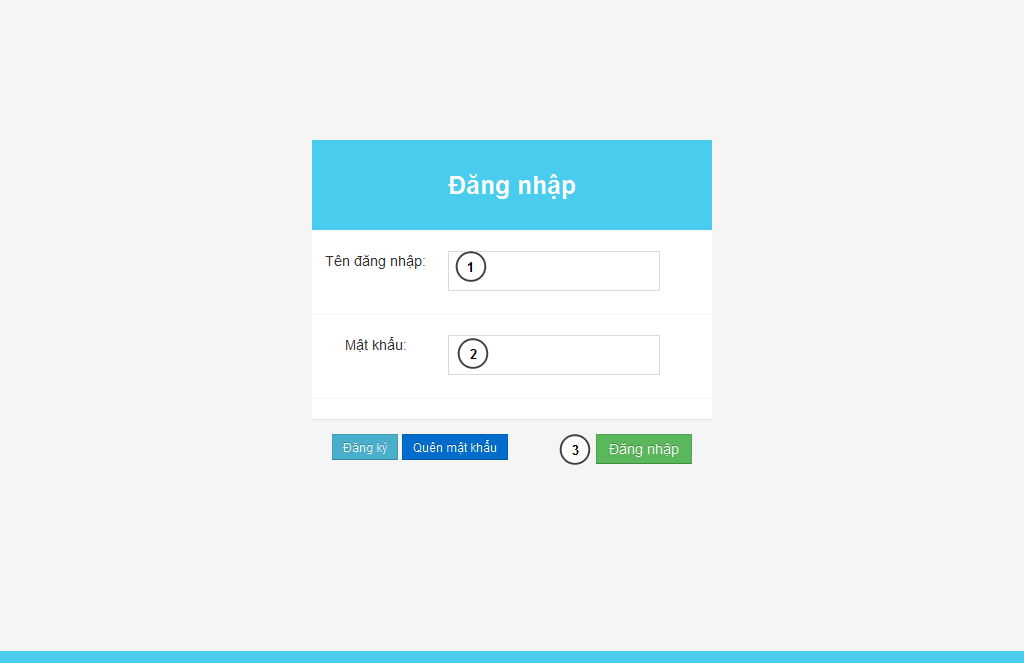 Đăng nhập
Tên đăng nhập: 1
Mật khẩu: 2
Đăng ký Quên mật khẩu 3 Đăng nhập